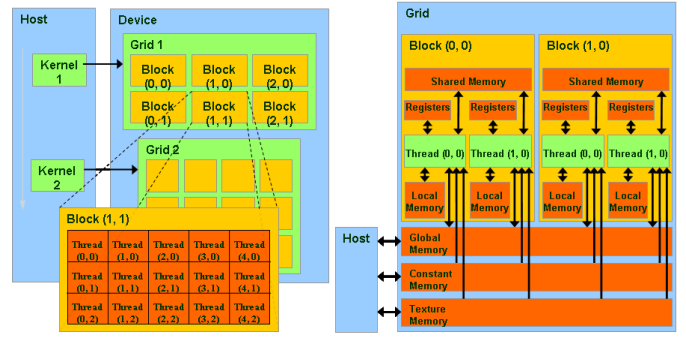 Host
Device
Grid 1
Kernel
1
Block
(0, 0)
Block
(1, 0)
Block
(2, 0)
Block
(0, 1)
Block
(1, 1)
Block
(2, 1)
Kernel
2
Grid 2
Block (1, 1)
Thread
(0, 0)
Thread
(1, 0)
Thread
(2, 0)
Thread
(3, 0)
Thread
(4, 0)
Thread
(0, 1)
Thread
(1, 1)
Thread
(2, 1)
Thread
(3, 1)
Thread
(4, 1)
Thread
(0, 2)
Thread
(1, 2)
Thread
(2, 2)
Thread
(3, 2)
Thread
(4, 2)
Grid
Block (0, 0)
Shared Memory
Registers
Registers
Thread (0, 0)
Thread (1, 0)
Local
Memory
Local
Memory
Block (1, 0)
Shared Memory
Registers
Registers
Thread (0, 0)
Thread (1, 0)
Local
Memory
Local
Memory
Host
Global
Memory
Constant
Memory
Texture
Memory